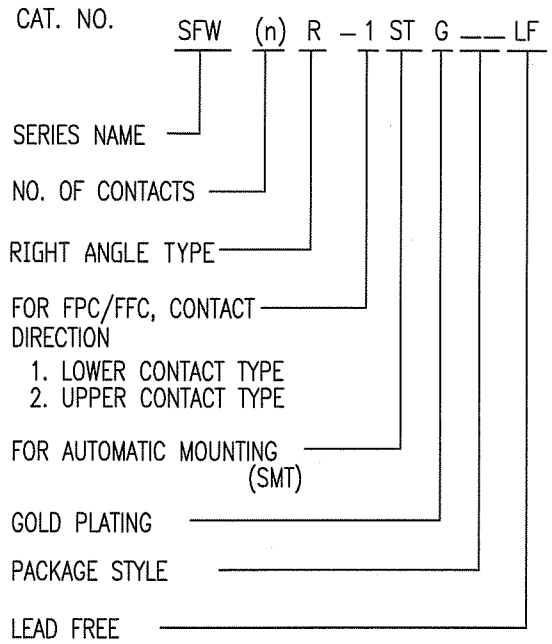 CAT. NO. SFW (n) R - 1 ST G __ LF
SERIES NAME
NO. OF CONTACTS
RIGHT ANGLE TYPE
FOR FPC/FFC, CONTACT
DIRECTION
1. LOWER CONTACT TYPE
2. UPPER CONTACT TYPE
FOR AUTOMATIC MOUNTING
(SMT)
GOLD PLATING
PACKAGE STYLE
LEAD FREE